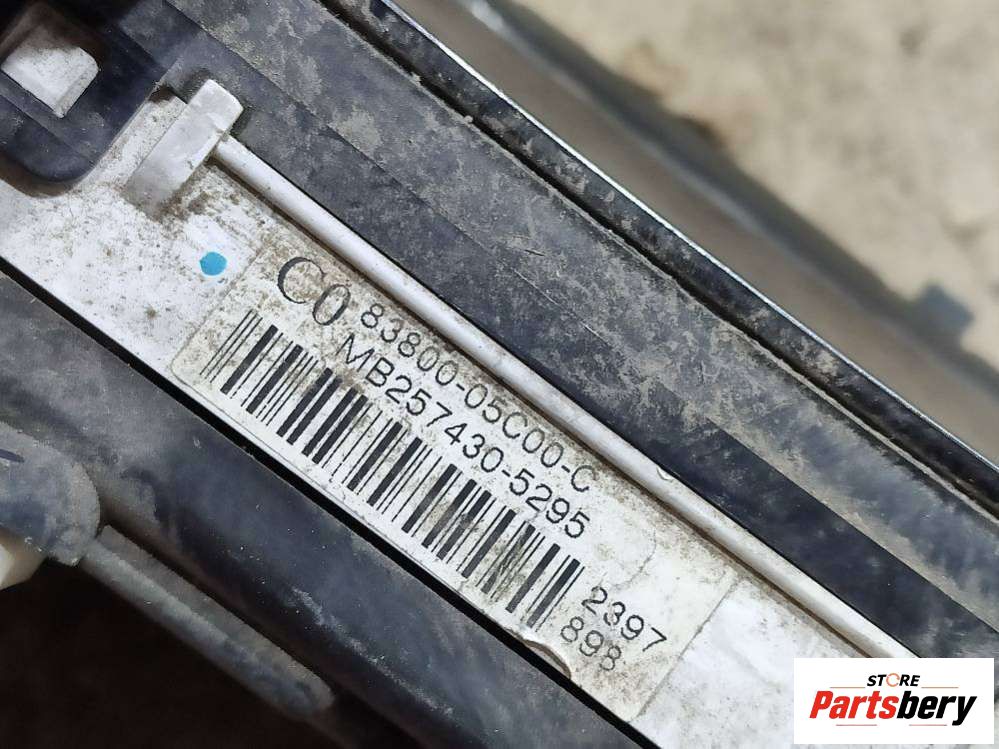 C0 83800-05C00-C
MB257430-5295
2397
898
STORE
Partsbery